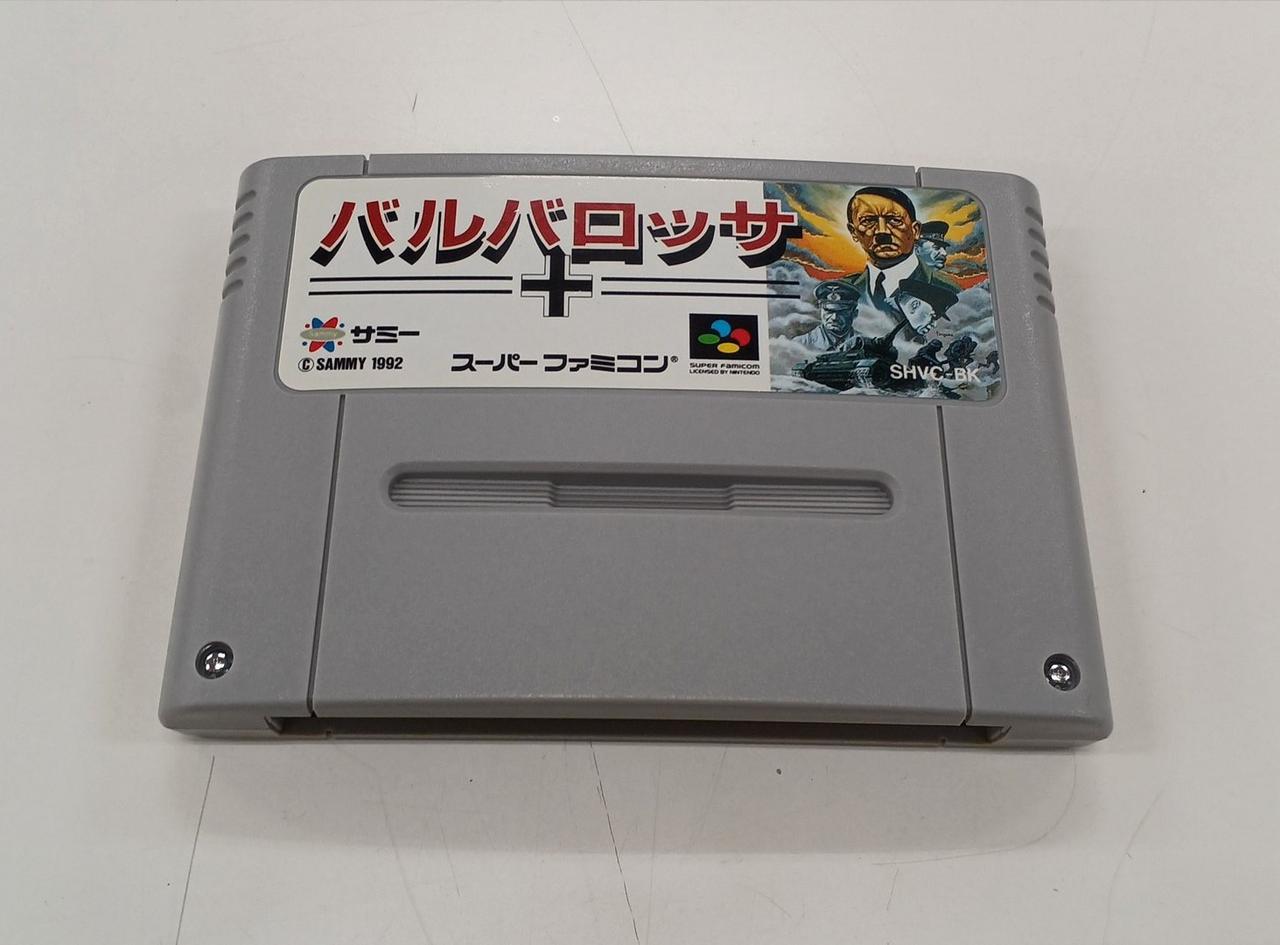 バルバロッサ
サミー
© SAMMY 1992
スーパーファミコン®
SUPER FAMICOM
LICENSED BY NINTENDO
SHVC-BK